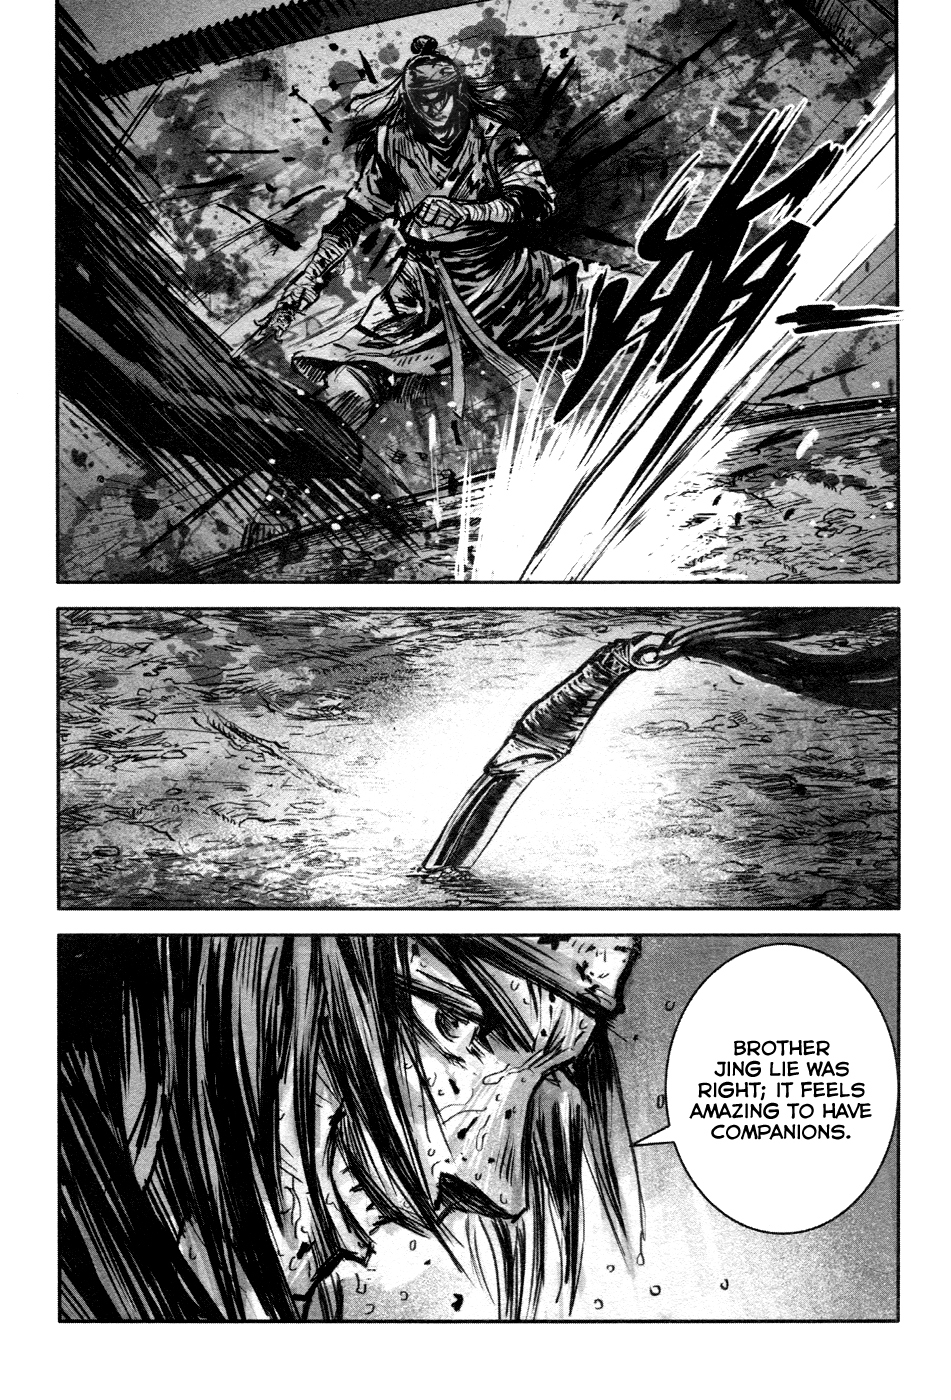 BROTHER
JING LIE WAS
RIGHT; IT FEELS
AMAZING TO HAVE
COMPANIONS.